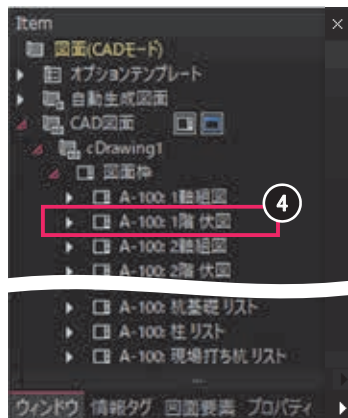 Item
図面(CADモード)
オプションテンプレート
自動生成図面
CAD図面
cDrawing1
図面枠
A-100: 1軸組図
④
A-100: 1階 伏図
A-100: 2軸組図
A-100: 2階 伏図
A-100: 杭基礎 リスト
A-100: 柱 リスト
A-100: 現場打ち杭 リスト
ウィンドウ 情報タグ 図面要素 プロパティ